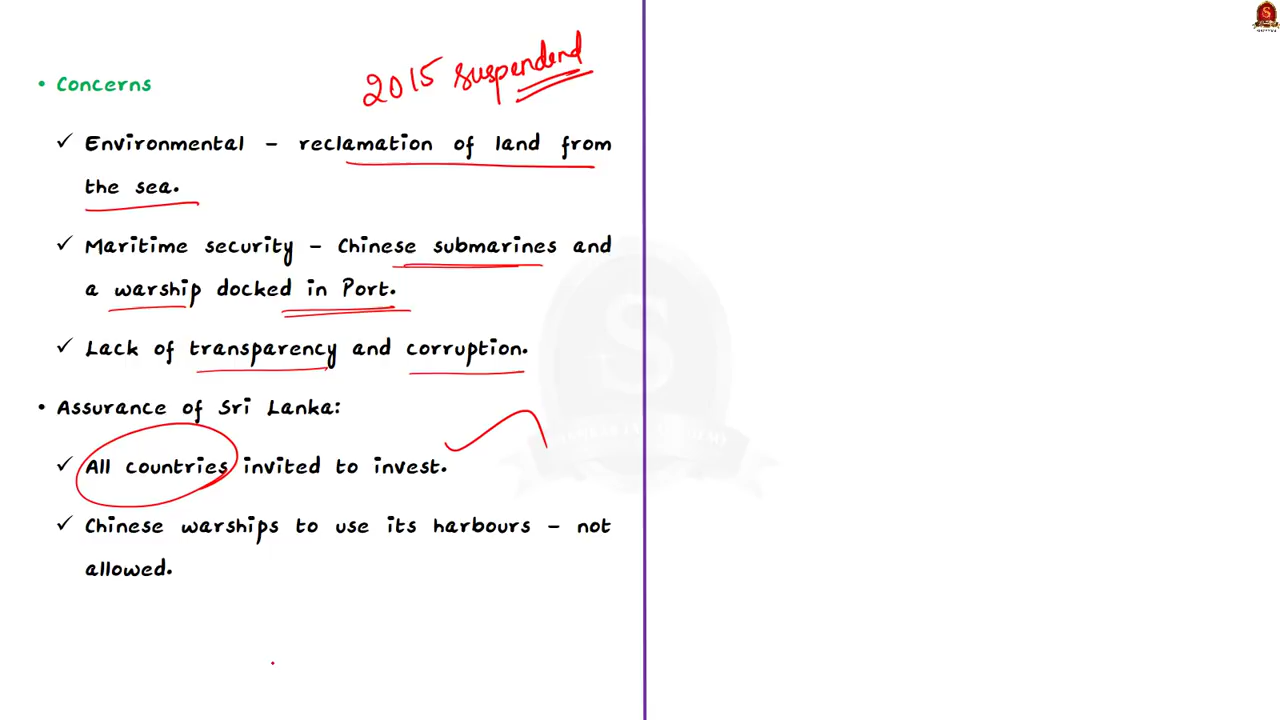 2015 suspendend
• Concerns
✓ Environmental – reclamation of land from
the sea.
✓ Maritime security – Chinese submarines and
a warship docked in Port.
✓ Lack of transparency and corruption.
• Assurance of Sri Lanka:
✓ All countries invited to invest.
✓ Chinese warships to use its harbours – not
allowed.